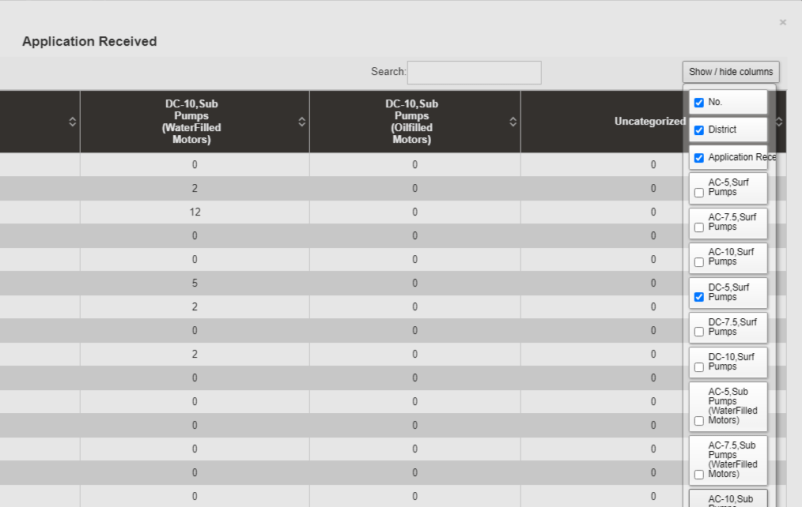 ×
Application Received
Search:
Show / hide columns
DC-10,Sub
Pumps
(WaterFilled
Motors)
DC-10,Sub
Pumps
(Oilfilled
Motors)
Uncategorized
0 0 0
2 0 0
12 0 0
0 0 0
0 0 0
5 0 0
2 0 0
0 0 0
2 0 0
0 0 0
0 0 0
0 0 0
0 0 0
0 0 0
0 0 0
No.
District
Application Rece
AC-5,Surf
Pumps
AC-7.5,Surf
Pumps
AC-10,Surf
Pumps
DC-5,Surf
Pumps
DC-7.5,Surf
Pumps
DC-10,Surf
Pumps
AC-5,Sub
Pumps
(WaterFilled
Motors)
AC-7.5,Sub
Pumps
(WaterFilled
Motors)
AC-10,Sub